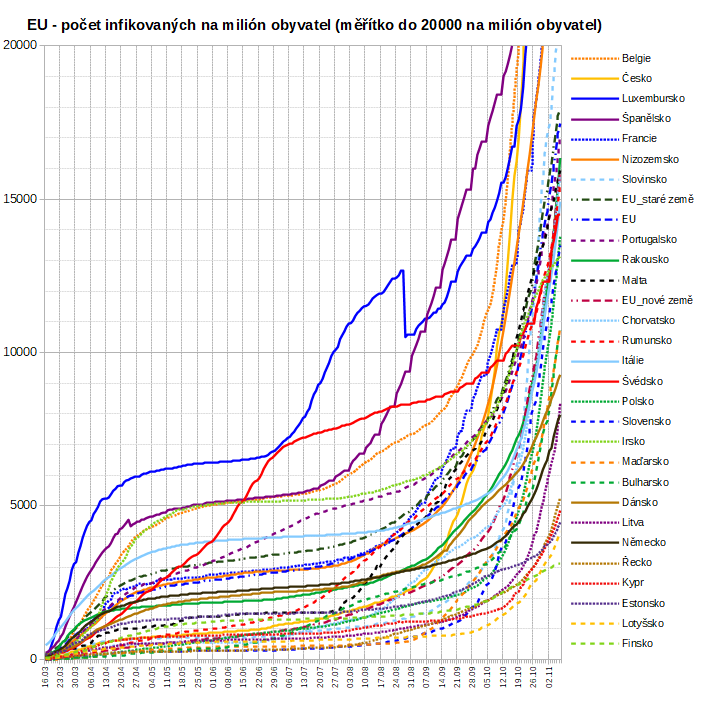 EU - počet infikovaných na milión obyvatel (měřítko do 20000 na milión obyvatel)
20000
15000
10000
5000
0
Belgie
Česko
Luxembursko
Španělsko
Francie
Nizozemsko
Slovinsko
EU_staré země
EU
Portugalsko
Rakousko
Malta
EU_nové země
Chorvatsko
Rumunsko
Itálie
Švédsko
Polsko
Slovensko
Irsko
Maďarsko
Bulharsko
Dánsko
Litva
Německo
Řecko
Kypr
Estonsko
Lotyšsko
Finsko
16.03
23.03
30.03
06.04
13.04
20.04
27.04
04.05
11.05
18.05
25.05
01.06
08.06
15.06
22.06
29.06
06.07
13.07
20.07
27.07
03.08
10.08
17.08
24.08
31.08
07.09
14.09
21.09
28.09
05.10
12.10
19.10
26.10
02.11